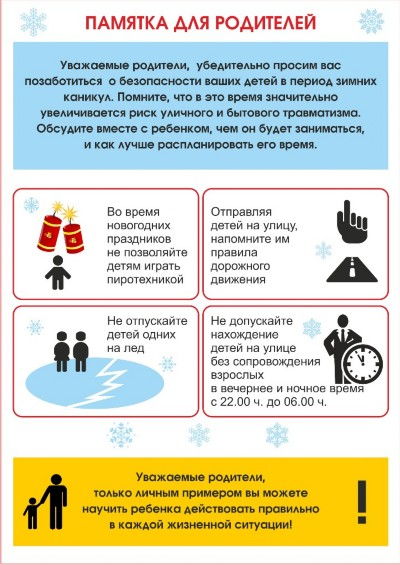 ПАМЯТКА ДЛЯ РОДИТЕЛЕЙ
Уважаемые родители, убедительно просим вас
позаботиться о безопасности ваших детей в период зимних
каникул. Помните, что в это время значительно
увеличивается риск уличного и бытового травматизма.
Обсудите вместе с ребенком, чем он будет заниматься,
и как лучше распланировать его время.
Во время
новогодних
праздников
не позволяйте
детям играть
пиротехникой
Отправляя
детей на улицу,
напомните им
правила
дорожного
движения
Не отпускайте
детей одних
на лед
Не допускайте
нахождение
детей на улице
без сопровождения
взрослых
в вечернее и ночное время
с 22.00 ч. до 06.00 ч.
Уважаемые родители,
только личным примером вы можете
научить ребенка действовать правильно
в каждой жизненной ситуации!
!